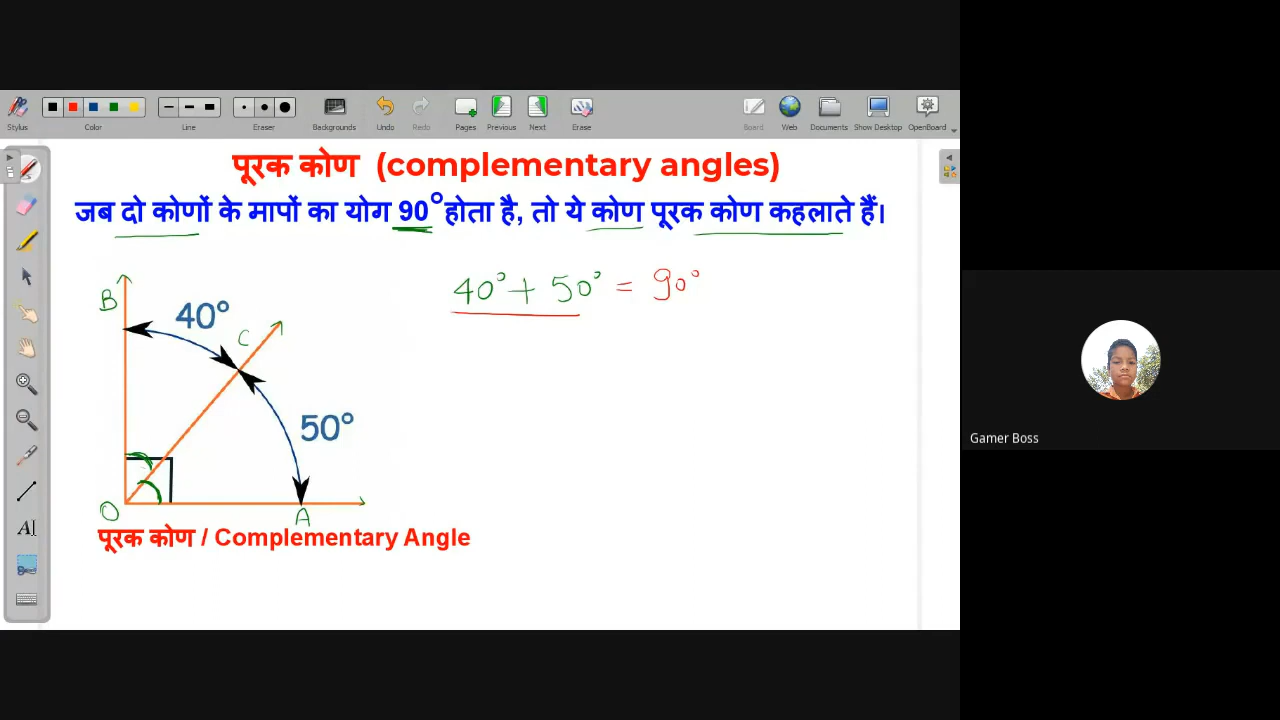 Stylus Color Line Eraser Backgrounds Undo Redo Pages Previous Next Erase Board Web Documents Show Desktop OpenBoard
पूरक कोण (complementary angles)
जब दो कोणों के मापों का योग 90° होता है, तो ये कोण पूरक कोण कहलाते हैं।
40° + 50° = 90°
B
40°
C
50°
O
A
पूरक कोण / Complementary Angle
Gamer Boss